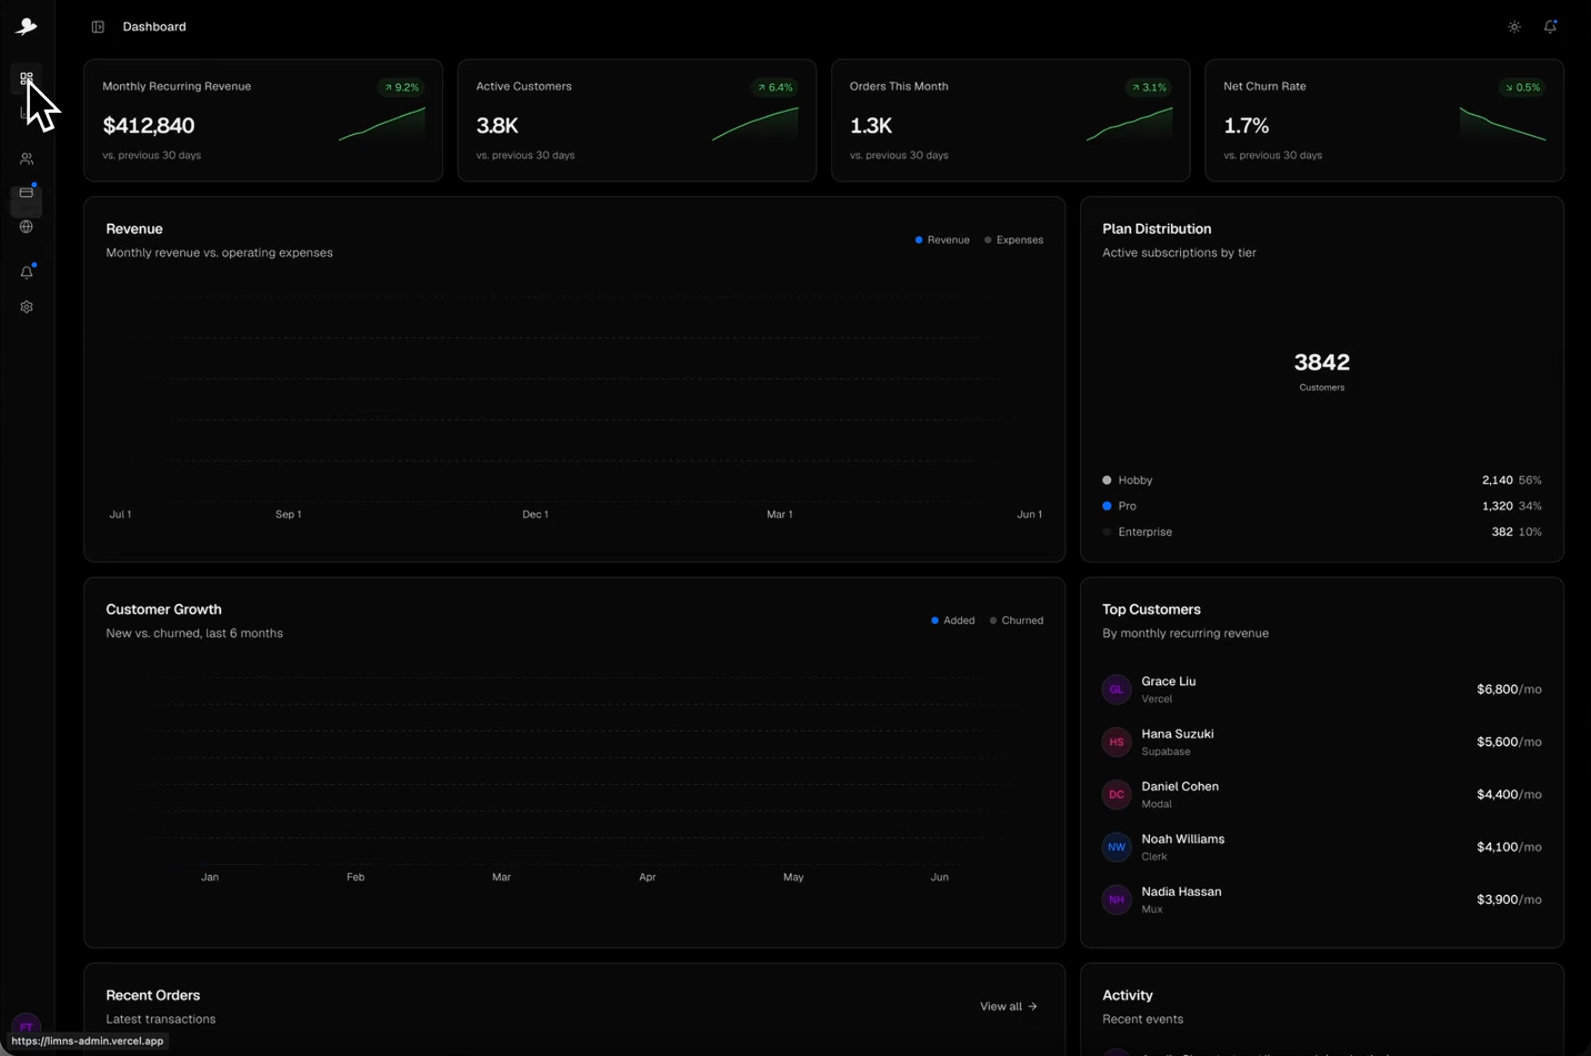 Dashboard
Monthly Recurring Revenue
9.2%
$412,840
vs. previous 30 days
Active Customers
6.4%
3.8K
vs. previous 30 days
Orders This Month
3.1%
1.3K
vs. previous 30 days
Net Churn Rate
0.5%
1.7%
vs. previous 30 days
Revenue
Monthly revenue vs. operating expenses
Revenue
Expenses
Jul 1
Sep 1
Dec 1
Mar 1
Jun 1
Plan Distribution
Active subscriptions by tier
3842
Customers
Hobby
2,140 56%
Pro
1,320 34%
Enterprise
382 10%
Customer Growth
New vs. churned, last 6 months
Added
Churned
Jan
Feb
Mar
Apr
May
Jun
Top Customers
By monthly recurring revenue
GL
Grace Liu
Vercel
$6,800/mo
HS
Hana Suzuki
Supabase
$5,600/mo
DC
Daniel Cohen
Modal
$4,400/mo
NW
Noah Williams
Clerk
$4,100/mo
NH
Nadia Hassan
Mux
$3,900/mo
Recent Orders
Latest transactions
View all
Activity
Recent events
FT
https://limns-admin.vercel.app